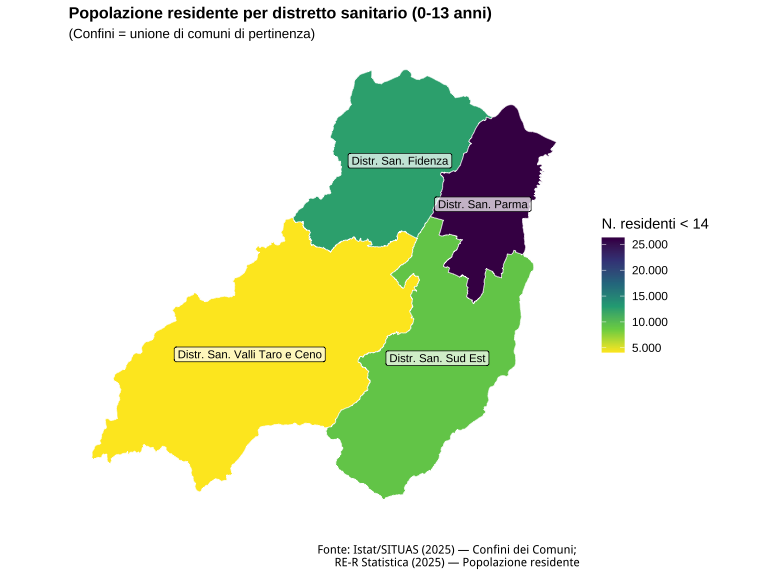 Popolazione residente per distretto sanitario (0-13 anni)
(Confini = unione di comuni di pertinenza)
Distr. San. Fidenza
Distr. San. Parma
Distr. San. Valli Taro e Ceno
Distr. San. Sud Est
N. residenti < 14
25.000
20.000
15.000
10.000
5.000
Fonte: Istat/SITUAS (2025) — Confini dei Comuni;
RE-R Statistica (2025) — Popolazione residente